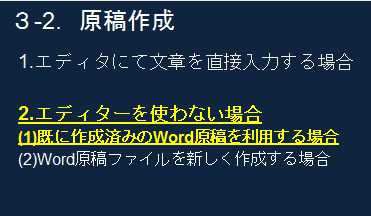 ３-2. 原稿作成
1.エディタにて文章を直接入力する場合
2.エディターを使わない場合
(1)既に作成済みのWord原稿を利用する場合
(2)Word原稿ファイルを新しく作成する場合